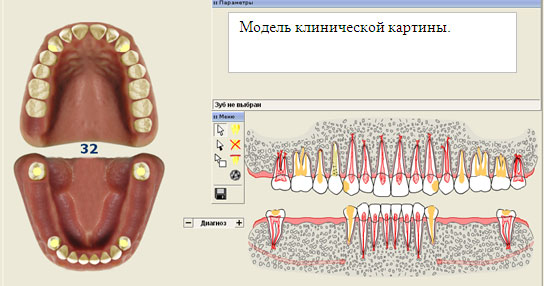 Параметры
Модель клинической картины.
Зуб не выбран
Меню
32
Диагноз